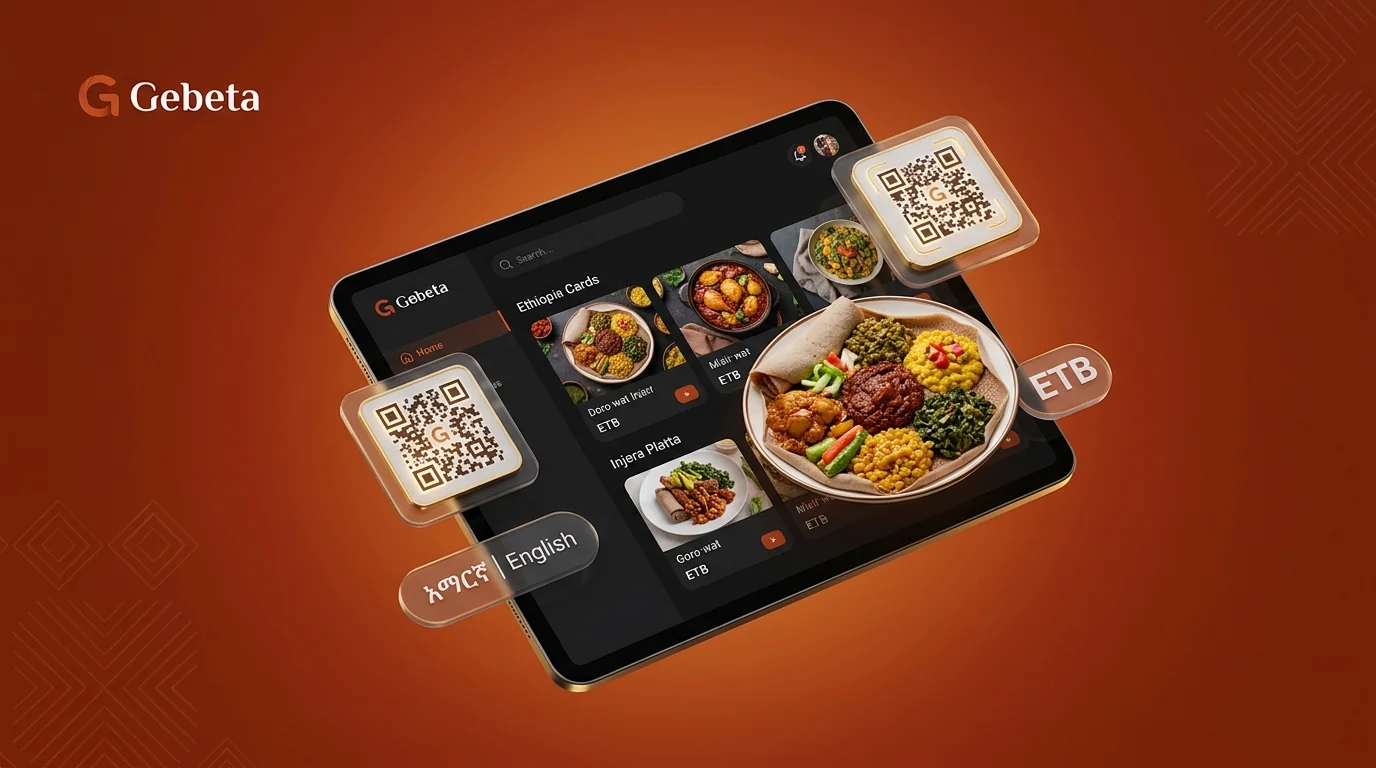 Gebeta
Search...
Gebeta
Home
Ethiopia Cards
Doro wat Injer
ETB
Misir wat
ETB
ETB
Injera Platta
Goro-wat
ETB
ETB
አማርኛ | English